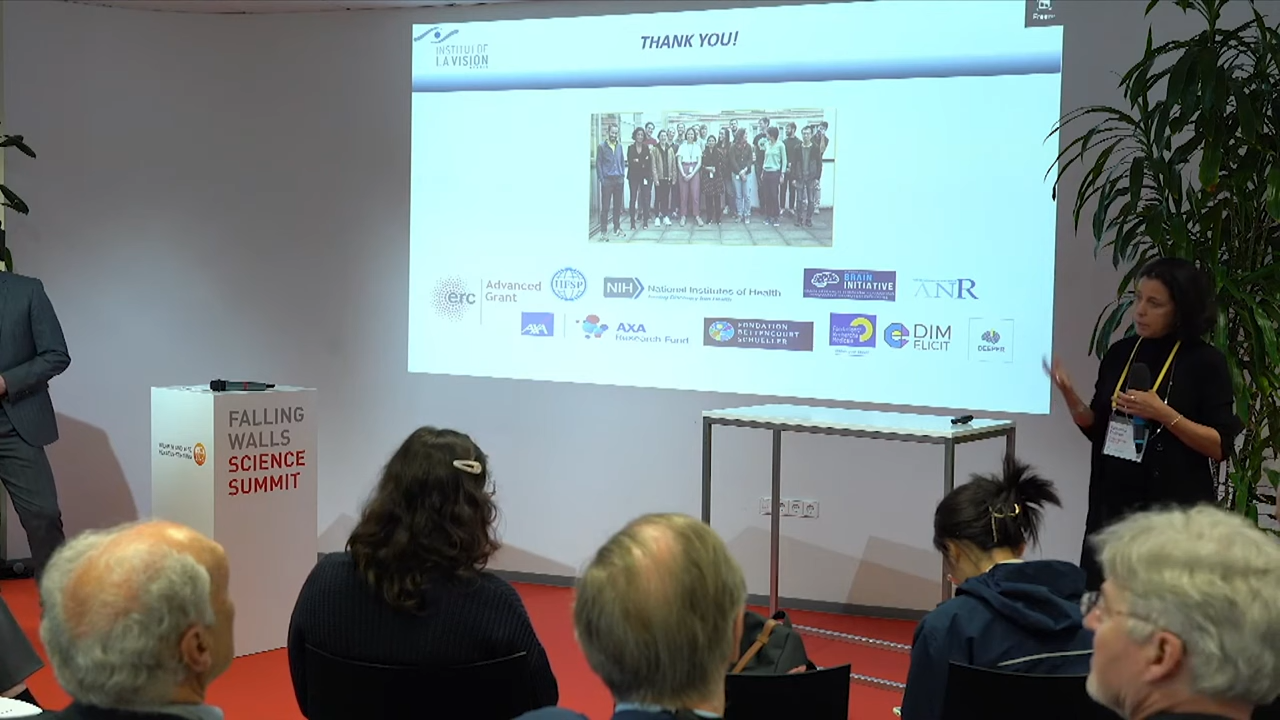 THANK YOU!
INSTITUT DE
LA VISION
erc
Advanced
Grant
HFSP
NIH
National Institutes of Health
BRAIN
INITIATIVE
ANR
AXA
AXA
Research Fund
FONDATION
BETTENCOURT
SCHUELLER
DIM
ELICIT
FALLING
WALLS
SCIENCE
SUMMIT